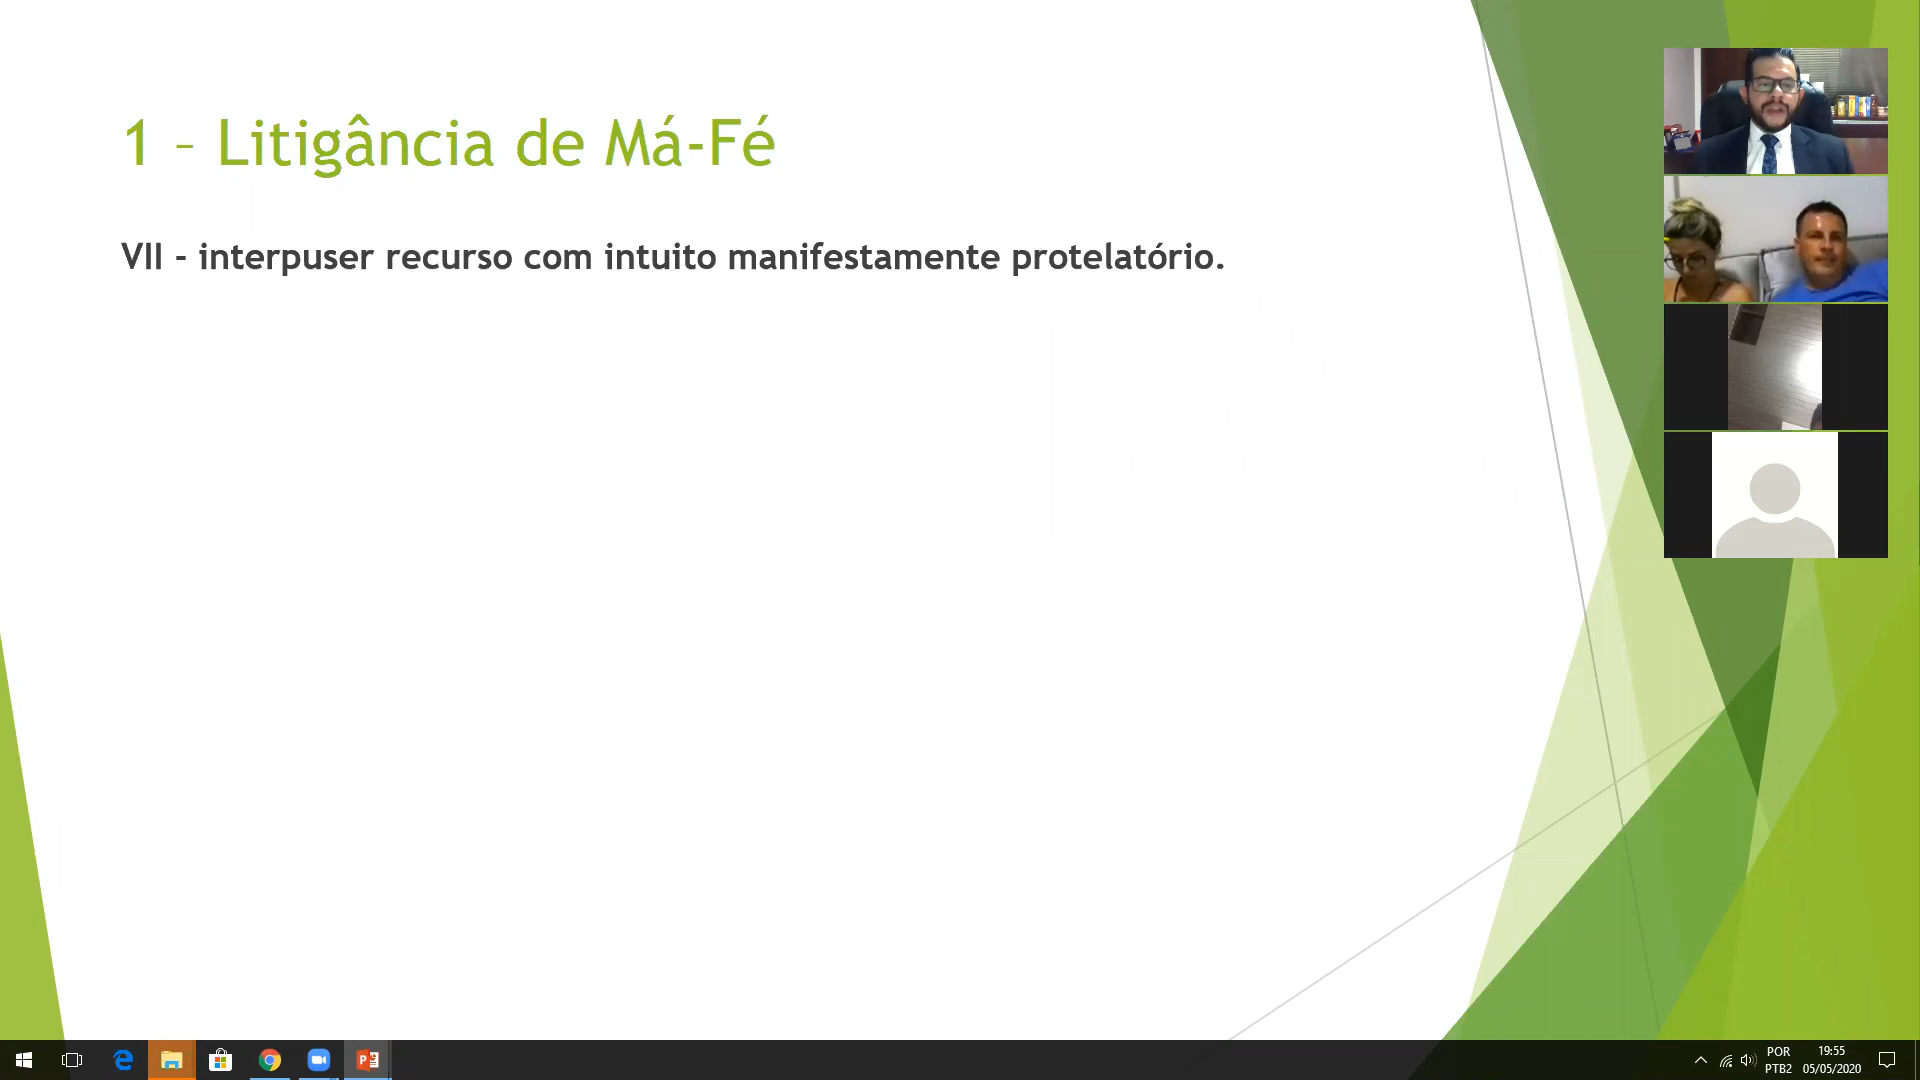 1 – Litigância de Má-Fé
VII - interpuser recurso com intuito manifestamente protelatório.
POR
PTB2
19:55
05/05/2020